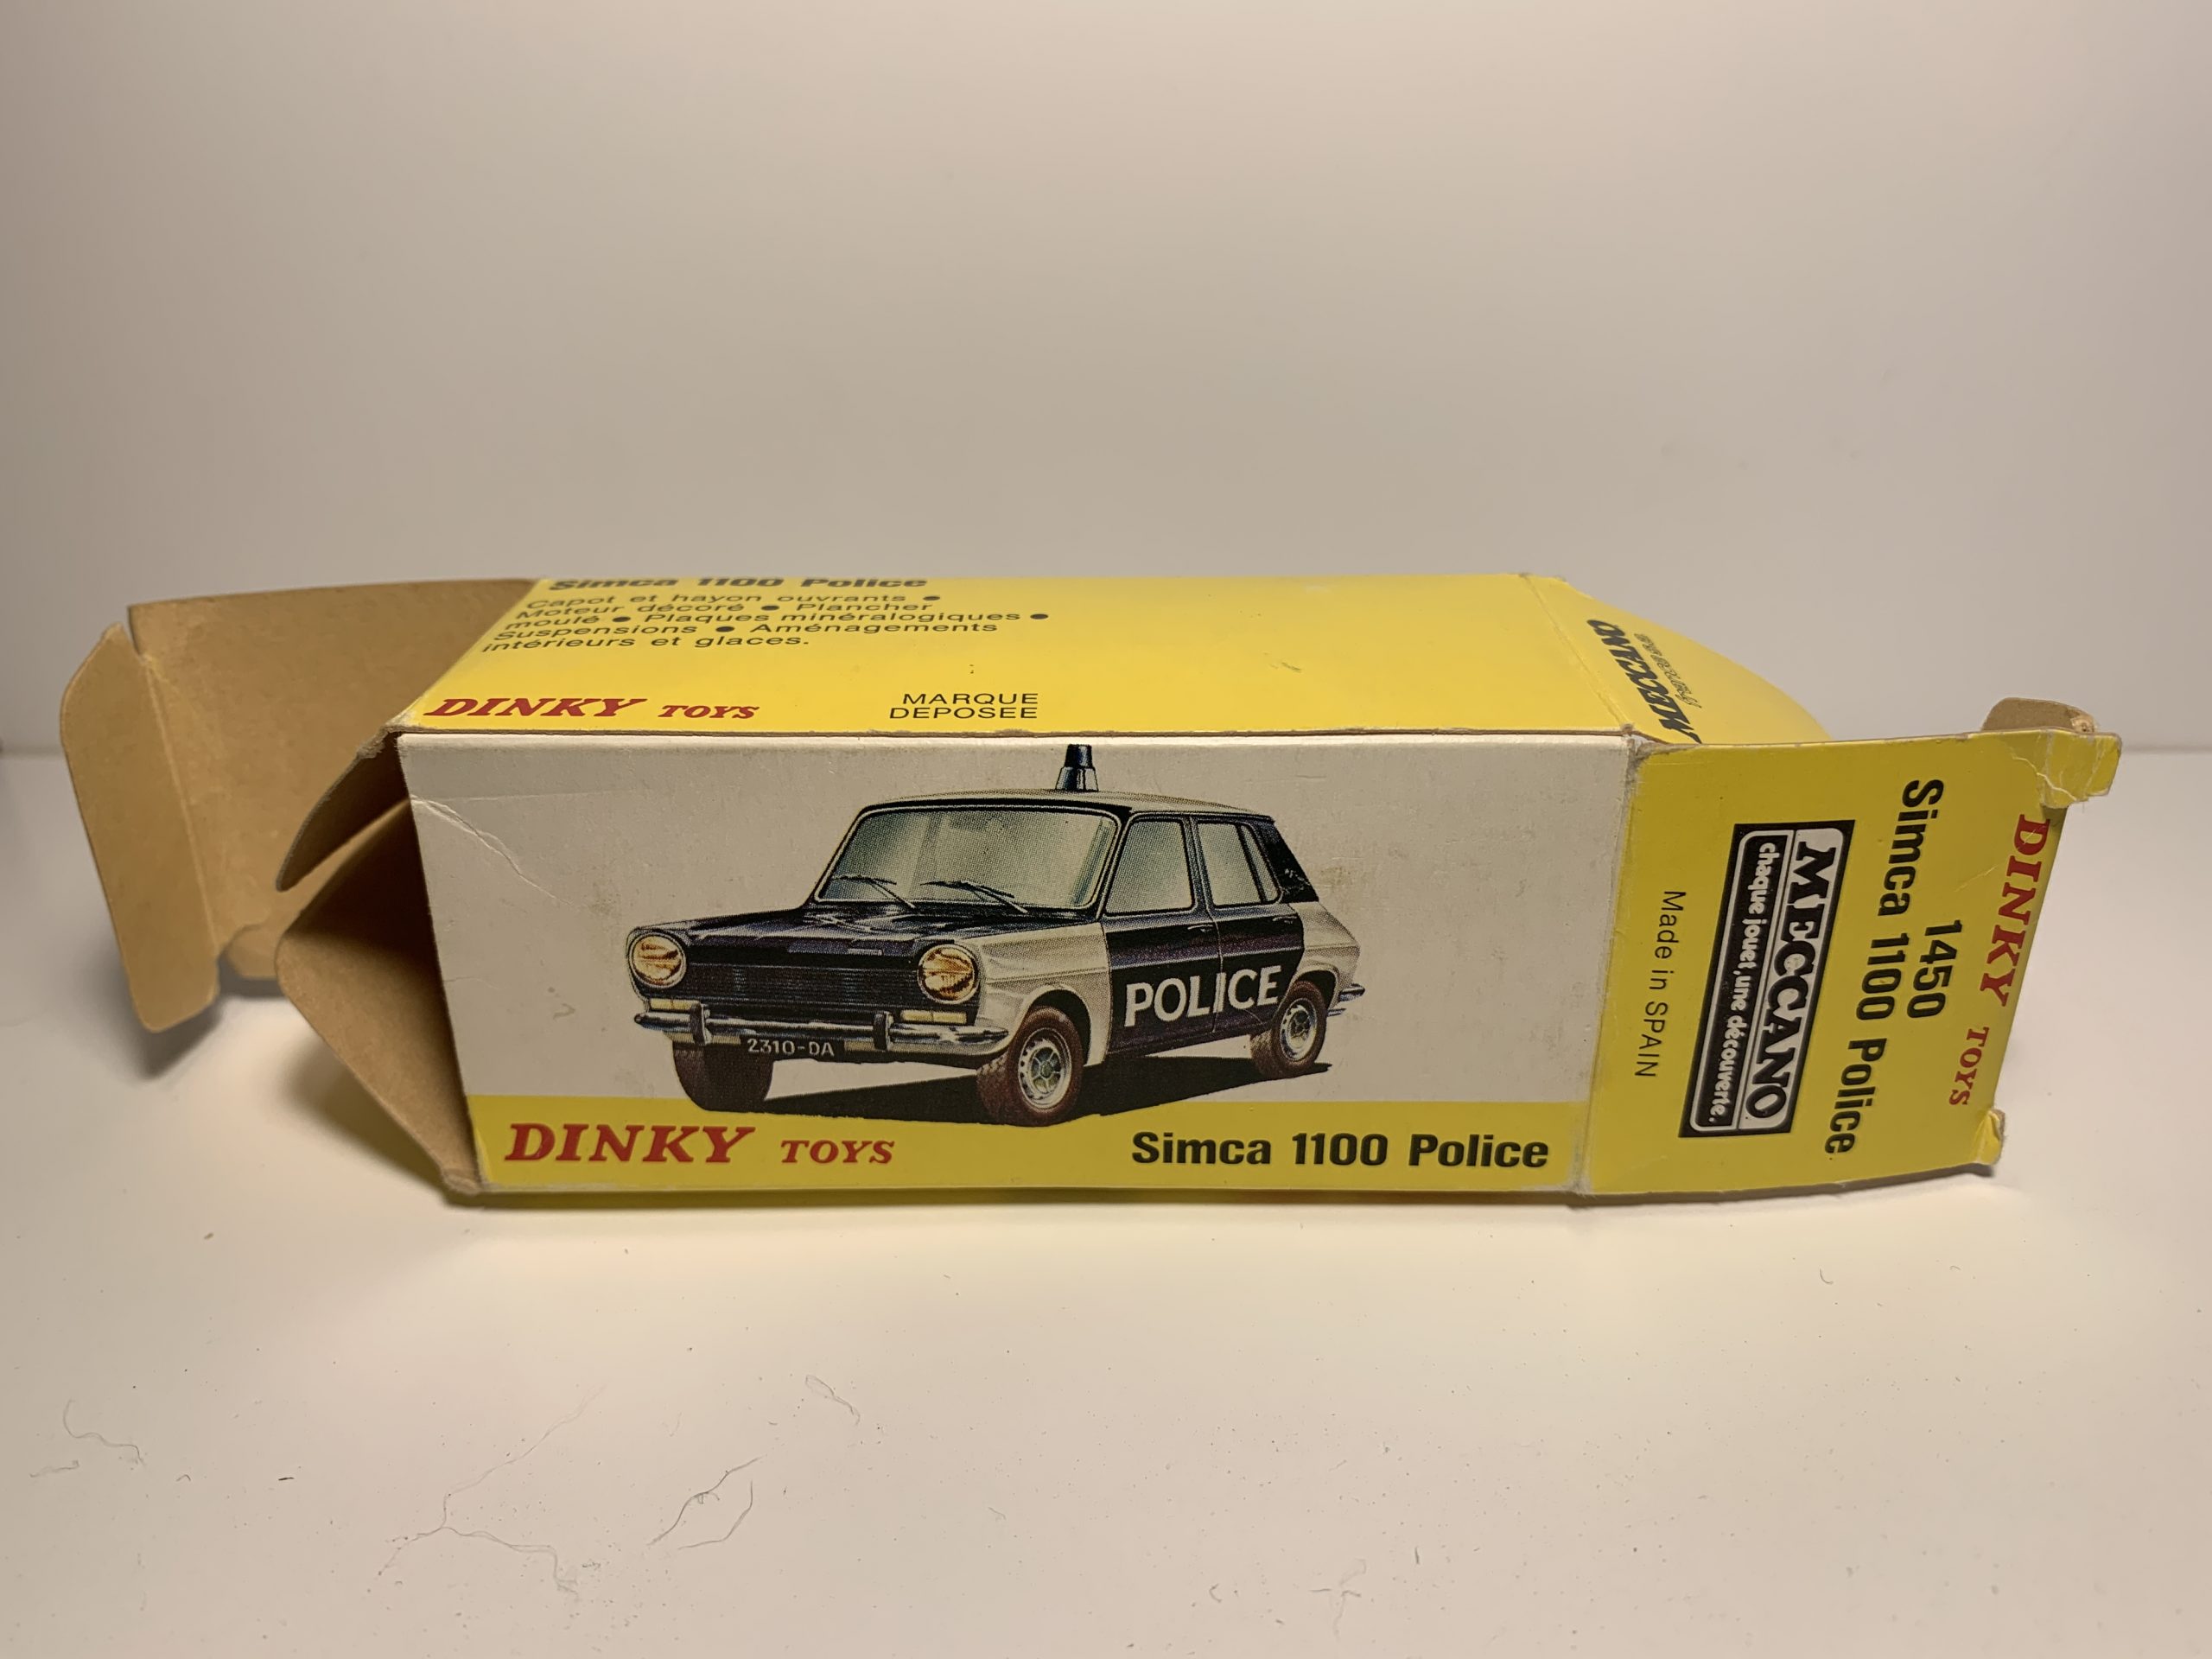 Simca 1100 Police
Capot et hayon ouvrants ●
Moteur décoré ● Plancher
moulé ● Plaques minéralogiques ●
Suspensions ● Aménagements
intérieurs et glaces.
DINKY TOYS
MARQUE
DEPOSEE
MECCANO
POLICE
2310-DA
DINKY TOYS
Simca 1100 Police
DINKY TOYS
1450
Simca 1100 Police
MECCANO
chaque jouet, une découverte.
Made in SPAIN